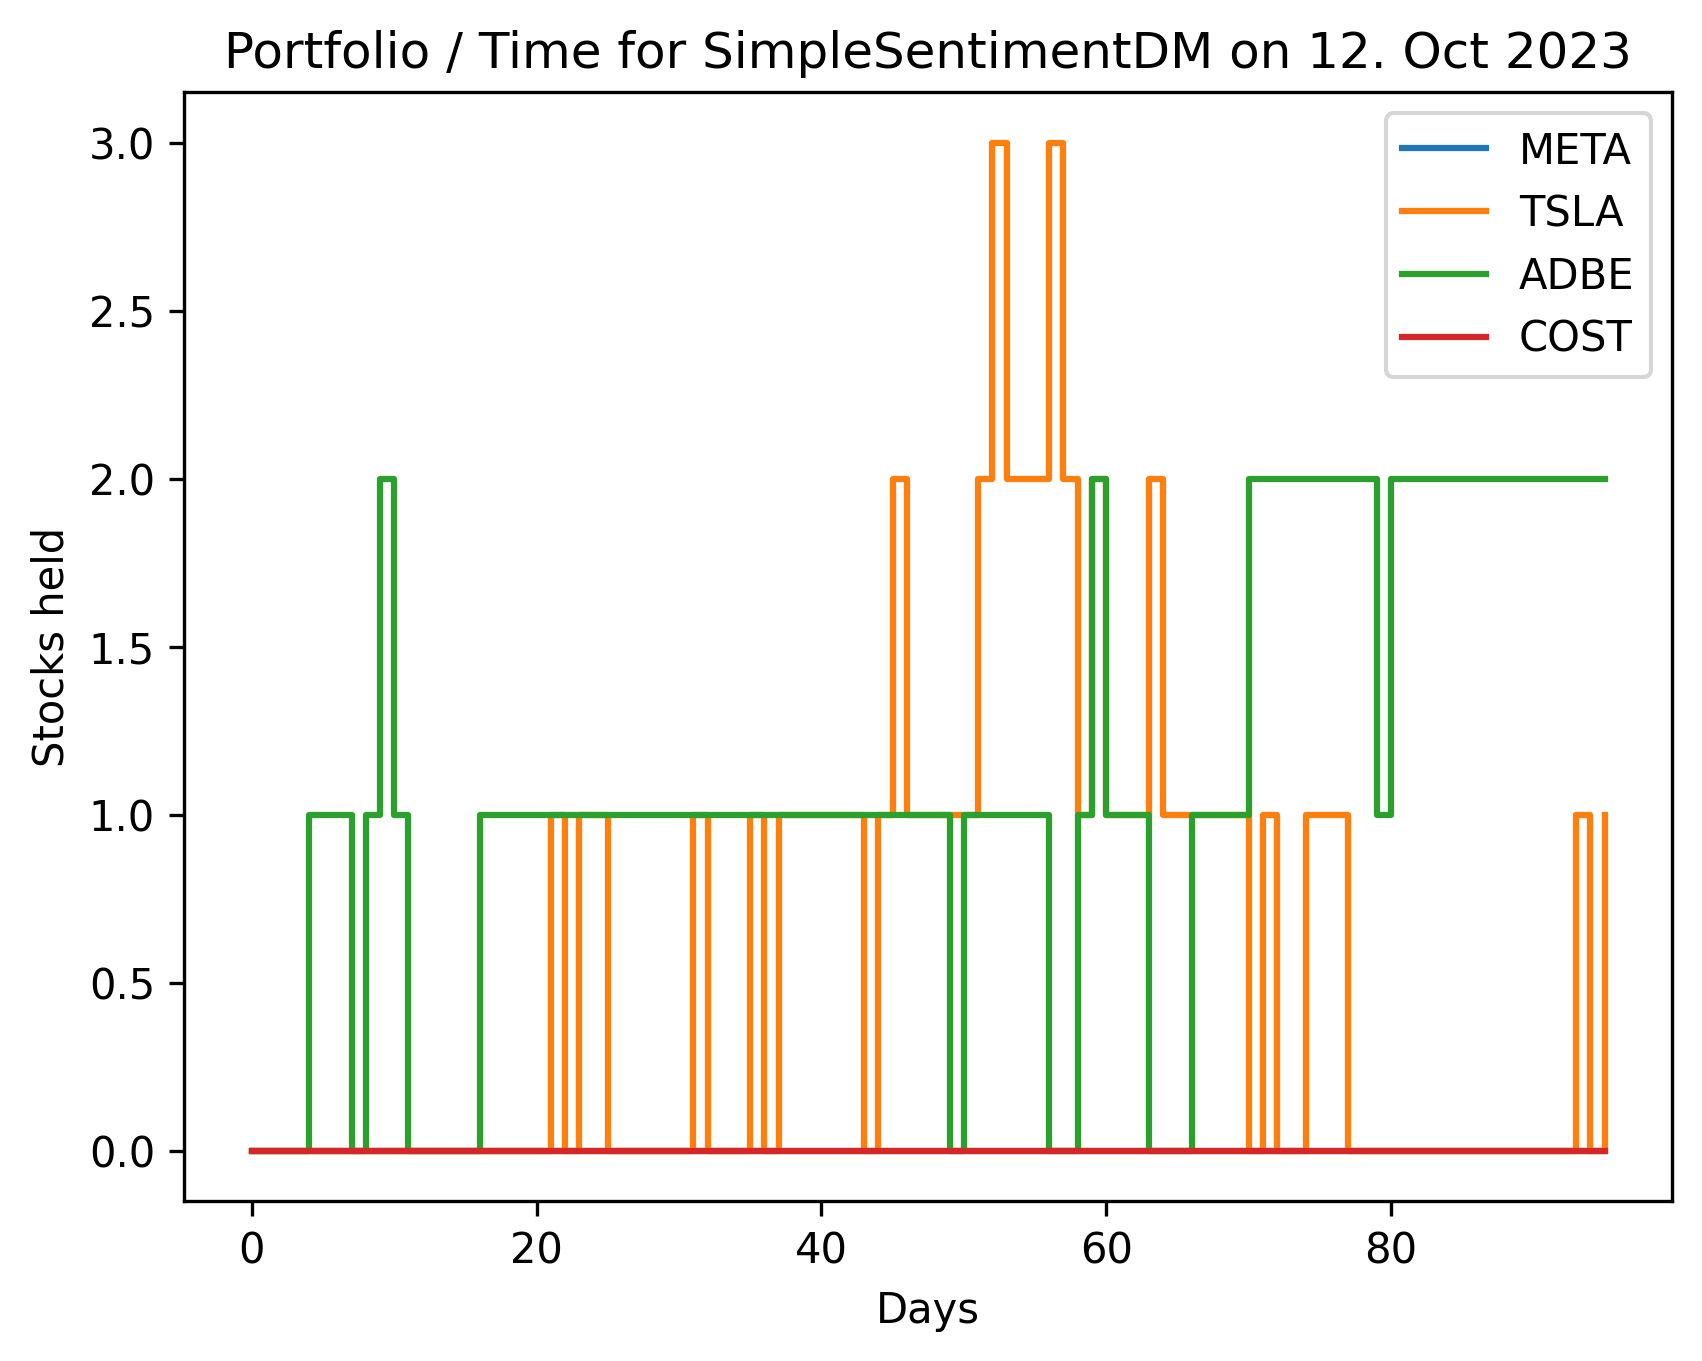 Portfolio / Time for SimpleSentimentDM on 12. Oct 2023
META
TSLA
ADBE
COST
Stocks held
3.0
2.5
2.0
1.5
1.0
0.5
0.0
0 20 40 60 80
Days